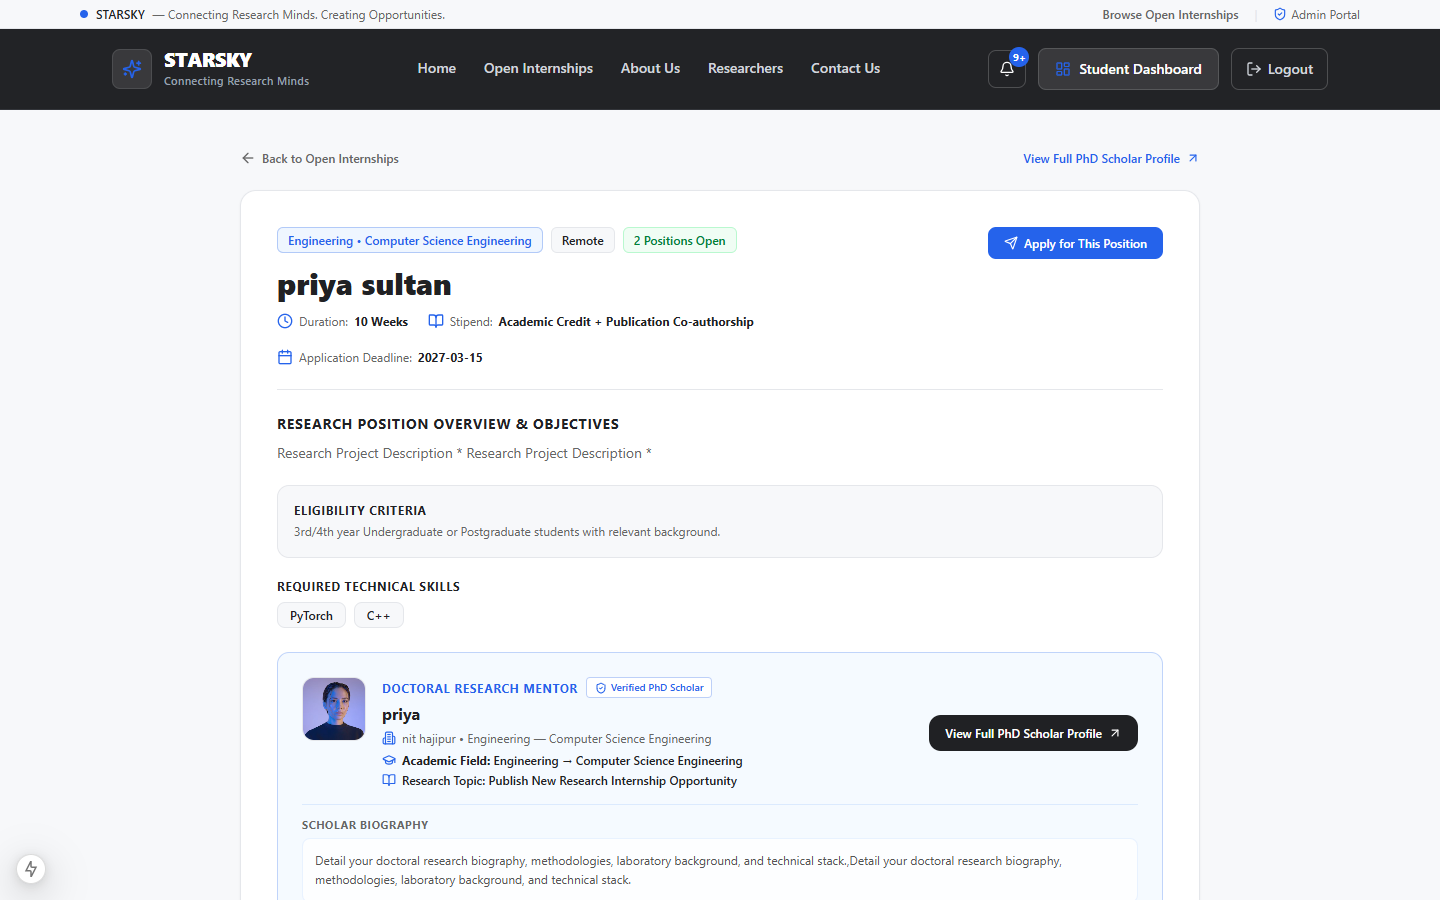 STARSKY — Connecting Research Minds. Creating Opportunities.
Browse Open Internships | Admin Portal
STARSKY
Connecting Research Minds
Home Open Internships About Us Researchers Contact Us
9+
Student Dashboard
Logout
Back to Open Internships
View Full PhD Scholar Profile
Engineering • Computer Science Engineering
Remote
2 Positions Open
Apply for This Position
priya sultan
Duration: 10 Weeks Stipend: Academic Credit + Publication Co-authorship
Application Deadline: 2027-03-15
RESEARCH POSITION OVERVIEW & OBJECTIVES
Research Project Description * Research Project Description *
ELIGIBILITY CRITERIA
3rd/4th year Undergraduate or Postgraduate students with relevant background.
REQUIRED TECHNICAL SKILLS
PyTorch C++
DOCTORAL RESEARCH MENTOR Verified PhD Scholar
priya
nit hajipur • Engineering — Computer Science Engineering
Academic Field: Engineering → Computer Science Engineering
Research Topic: Publish New Research Internship Opportunity
View Full PhD Scholar Profile
SCHOLAR BIOGRAPHY
Detail your doctoral research biography, methodologies, laboratory background, and technical stack.,Detail your doctoral research biography,
methodologies, laboratory background, and technical stack.